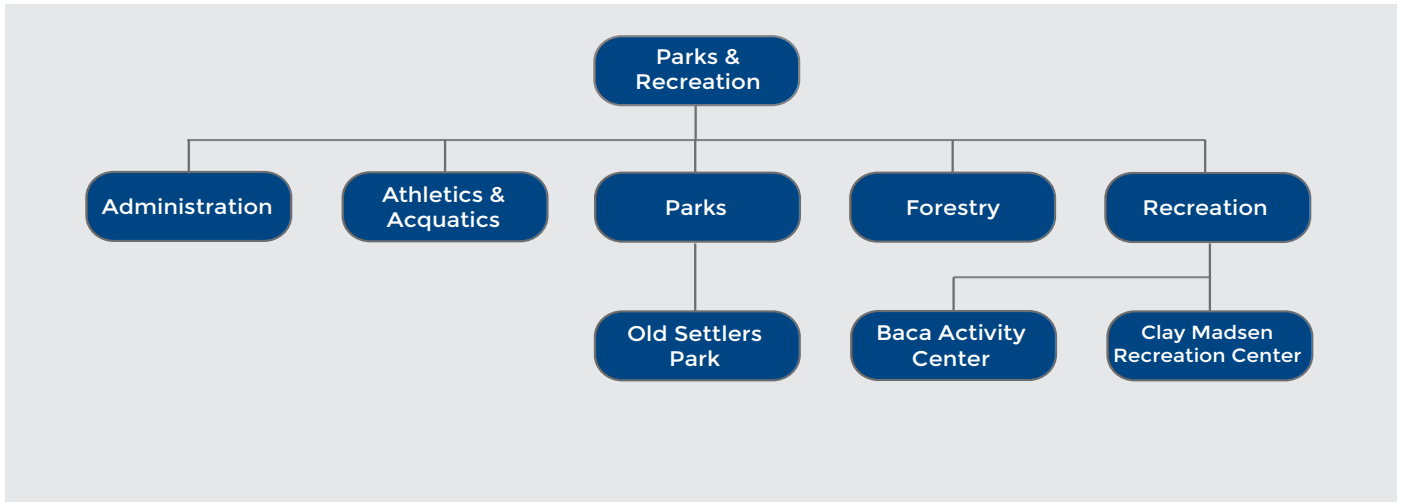 Parks &
Recreation
Administration
Athletics &
Acquatics
Parks
Forestry
Recreation
Old Settlers
Park
Baca Activity
Center
Clay Madsen
Recreation Center